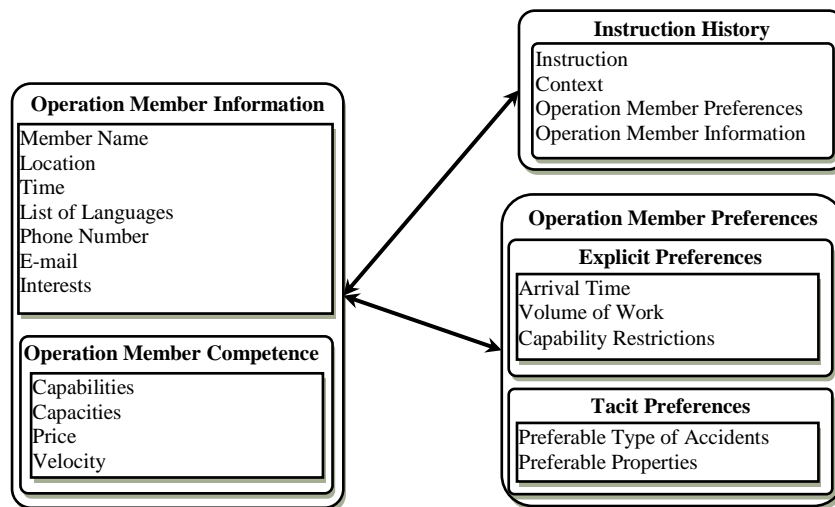 Operation Member Information
Member Name
Location
Time
List of Languages
Phone Number
E-mail
Interests
Operation Member Competence
Capabilities
Capacities
Price
Velocity
Instruction History
Instruction
Context
Operation Member Preferences
Operation Member Information
Operation Member Preferences
Explicit Preferences
Arrival Time
Volume of Work
Capability Restrictions
Tacit Preferences
Preferable Type of Accidents
Preferable Properties